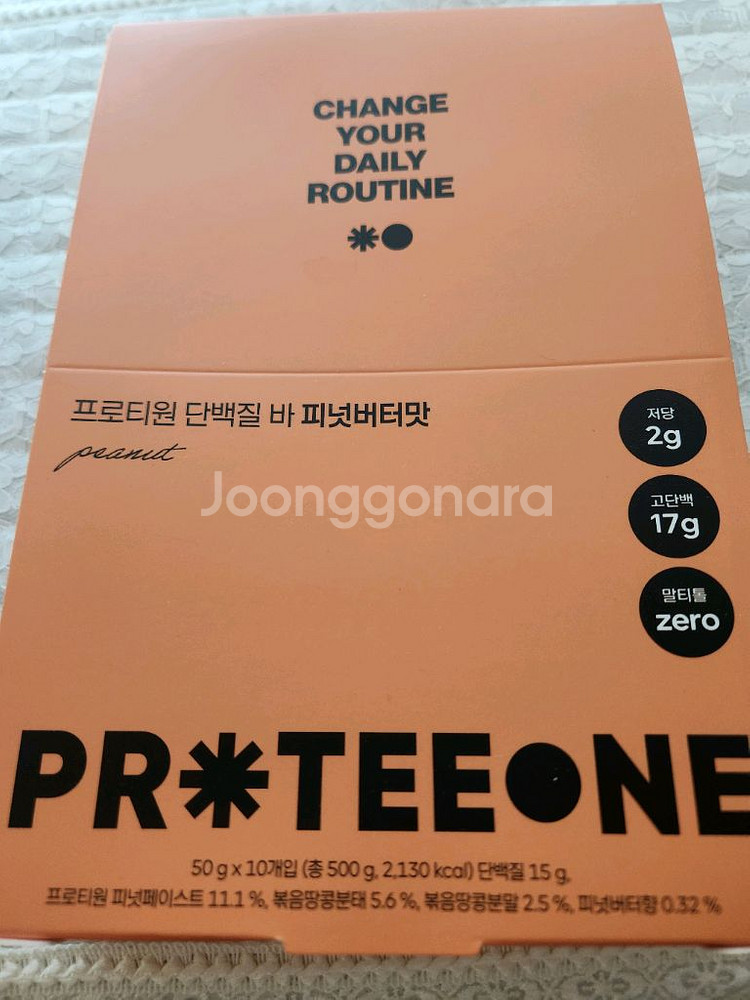 CHANGE
YOUR
DAILY
ROUTINE
프로티원 단백질 바 피넛버터맛
peanut
저당
2g
고단백
17g
말티톨
zero
Joonggonara
PR*TEE●NE
50 g x 10개입 (총 500 g, 2,130 kcal) 단백질 15 g,
프로티원 피넛페이스트 11.1 %, 볶음땅콩분태 5.6 %, 볶음땅콩분말 2.5 %, 피넛버터향 0.32 %